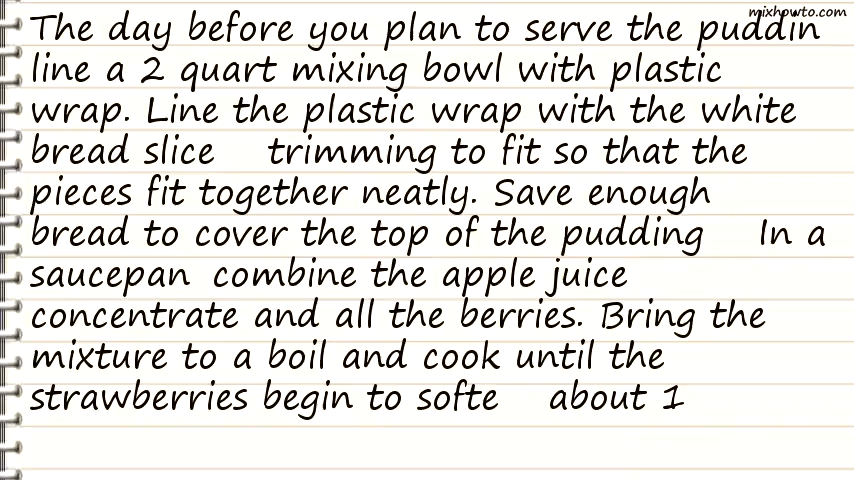 mixhowto.com
The day before you plan to serve the puddin
line a 2 quart mixing bowl with plastic
wrap. Line the plastic wrap with the white
bread slice trimming to fit so that the
pieces fit together neatly. Save enough
bread to cover the top of the pudding In a
saucepan combine the apple juice
concentrate and all the berries. Bring the
mixture to a boil and cook until the
strawberries begin to softe about 1